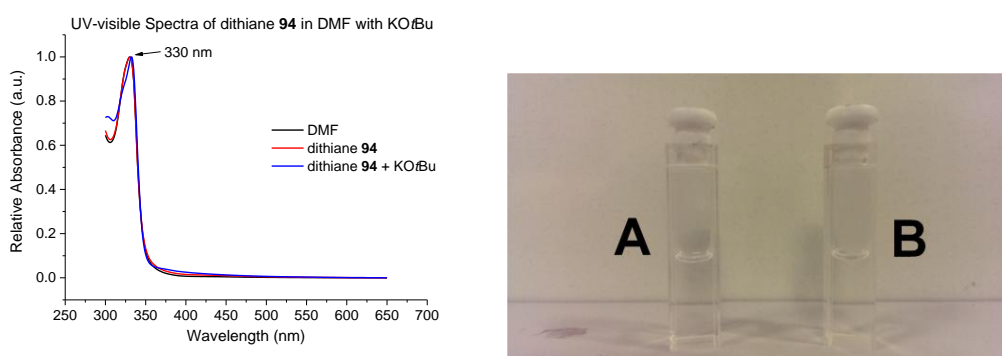 UV-visible Spectra of dithiane 94 in DMF with KOtBu
330 nm
1.0
0.8
0.6
0.4
0.2
0.0
Relative Absorbance (a.u.)
DMF
dithiane 94
dithiane 94 + KOtBu
250 300 350 400 450 500 550 600 650 700
Wavelength (nm)
A
B